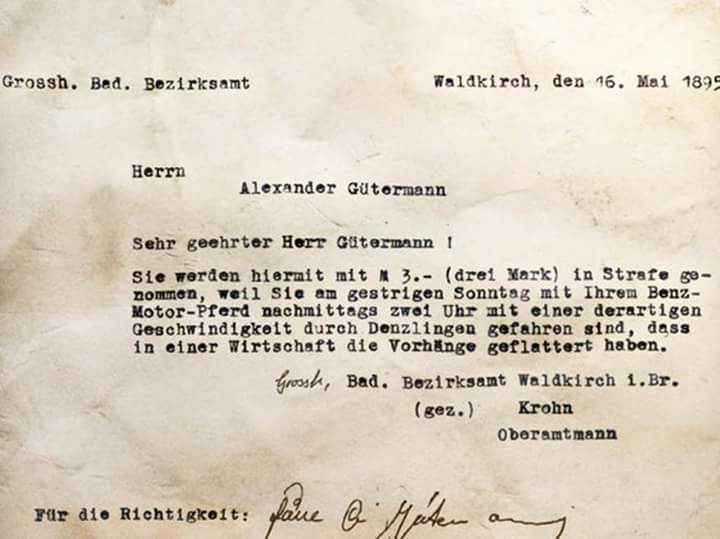 Grossh. Bad. Bezirksamt Waldkirch, den 16. Mai 1895
Herrn
Alexander Gütermann
Sehr geehrter Herr Gütermann !
Sie werden hiermit mit M 3.- (drei Mark) in Strafe ge-
nommen, weil Sie am gestrigen Sonntag mit Ihrem Benz-
Motor-Pferd nachmittags zwei Uhr mit einer derartigen
Geschwindigkeit durch Denzlingen gefahren sind, dass
in einer Wirtschaft die Vorhänge geflattert haben.
Grossh, Bad. Bezirksamt Waldkirch i.Br.
(gez.) Krohn
Oberamtmann
Für die Richtigkeit: